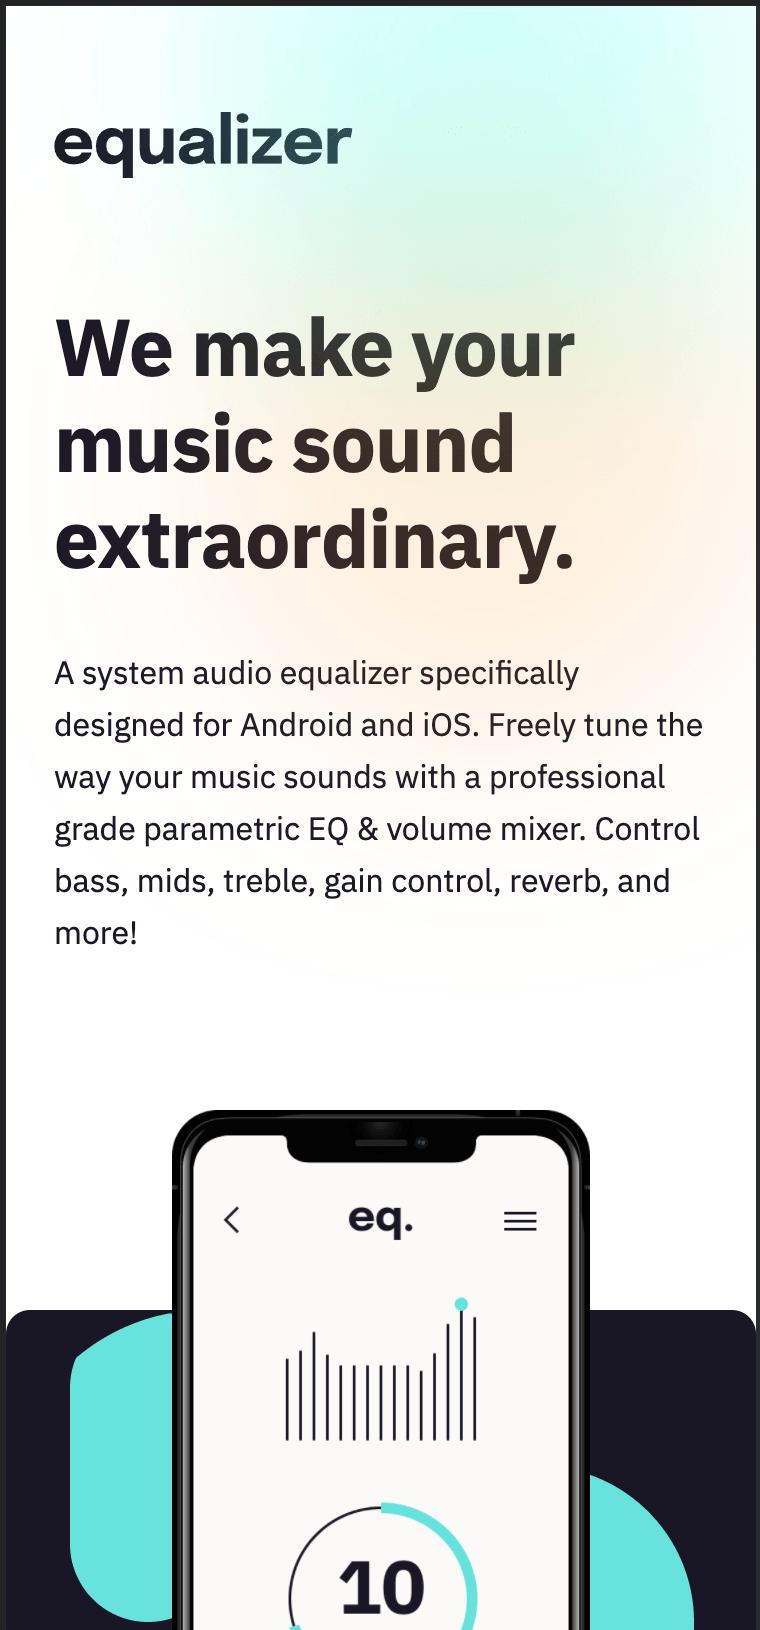 equalizer
We make your
music sound
extraordinary.
A system audio equalizer specifically
designed for Android and iOS. Freely tune the
way your music sounds with a professional
grade parametric EQ & volume mixer. Control
bass, mids, treble, gain control, reverb, and
more!
eq.
10